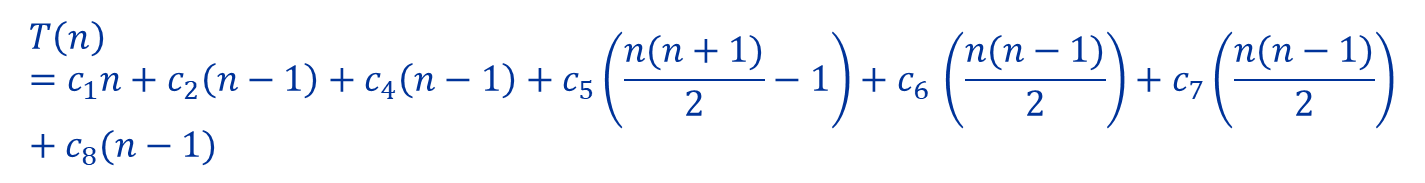 T(n)
= c₁n + c₂(n − 1) + c₄(n − 1) + c₅(n(n + 1)/2 − 1) + c₆ (n(n − 1)/2) + c₇(n(n − 1)/2)
+ c₈(n − 1)